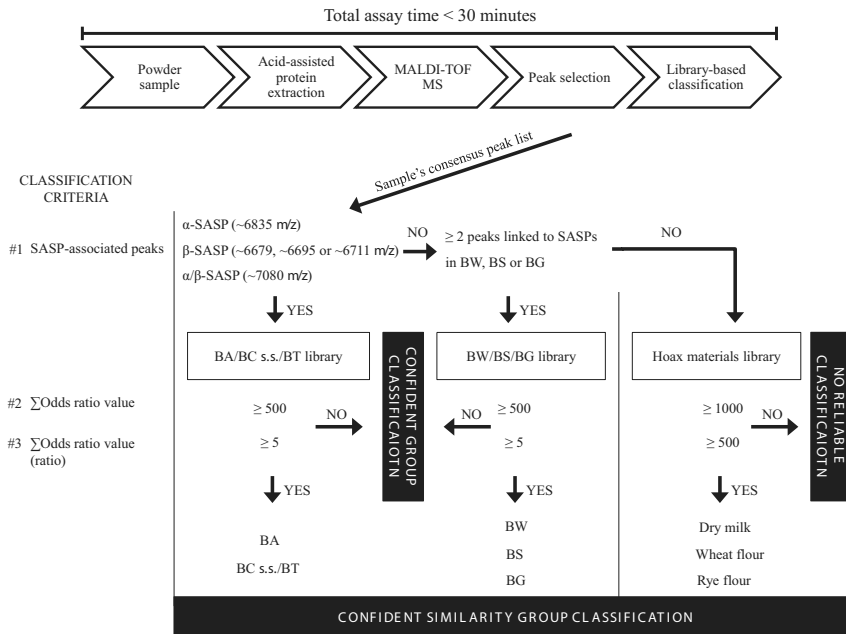 Total assay time < 30 minutes
Powder
sample
Acid-assisted
protein
extraction
MALDI-TOF
MS
Peak selection
Library-based
classification
Sample's consensus peak list
CLASSIFICATION
CRITERIA
#1 SASP-associated peaks
α-SASP (~6835 m/z)
β-SASP (~6679, ~6695 or ~6711 m/z)
α/β-SASP (~7080 m/z)
NO
≥ 2 peaks linked to SASPs
in BW, BS or BG
NO
YES
YES
BA/BC s.s./BT library
CONFIDENT GROUP
CLASSIFICAIOTN
BW/BS/BG library
Hoax materials library
NO RELIABLE
CLASSIFICAIOTN
#2 ∑Odds ratio value
≥ 500
NO
NO
≥ 500
≥ 1000
NO
#3 ∑Odds ratio value
(ratio)
≥ 5
≥ 5
≥ 500
YES
YES
YES
BA
BC s.s./BT
BW
BS
BG
Dry milk
Wheat flour
Rye flour
CONFIDENT SIMILARITY GROUP CLASSIFICATION